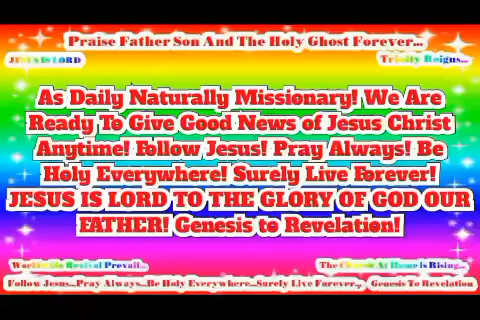 Praise Father Son And The Holy Ghost Forever...
JESUS IS LORD
Trinity Reigns...
As Daily Naturally Missionary! We Are
Ready To Give Good News of Jesus Christ
Anytime! Follow Jesus! Pray Always! Be
Holy Everywhere! Surely Live Forever!
JESUS IS LORD TO THE GLORY OF GOD OUR
FATHER! Genesis to Revelation!
Worldwide Revival Prevail...
The Church At Home is Rising...
Follow Jesus...Pray Always...Be Holy Everywhere...Surely Live Forever... Genesis To Revelation